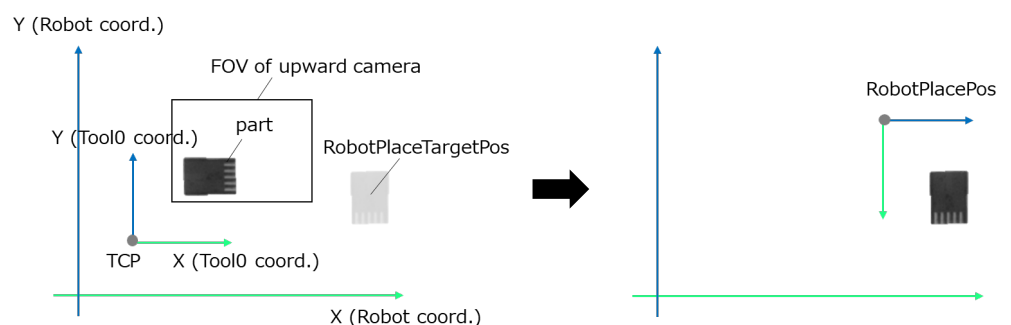 Y (Robot coord.)
FOV of upward camera
part
Y (Tool0 coord.)
RobotPlaceTargetPos
TCP
X (Tool0 coord.)
X (Robot coord.)
RobotPlacePos